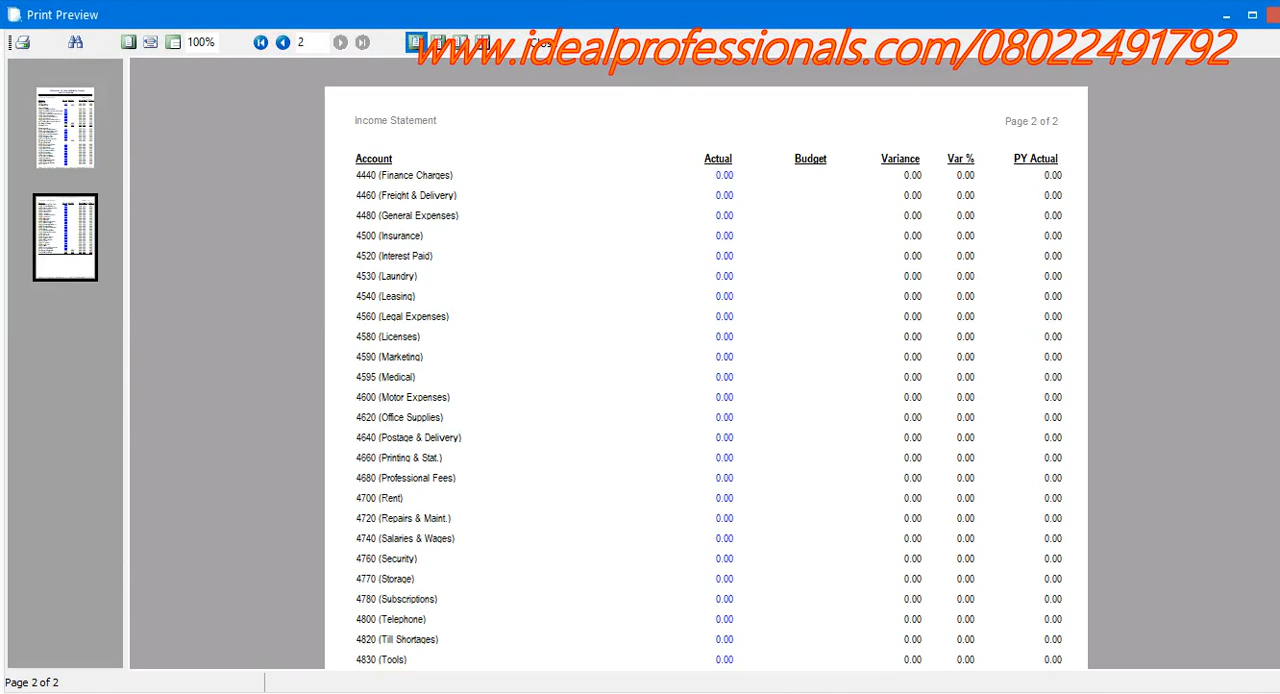 Print Preview
100%
2
www.idealprofessionals.com/08022491792
Income Statement
Page 2 of 2
Account Actual Budget Variance Var % PY Actual
4440 (Finance Charges) 0.00 0.00 0.00 0.00
4460 (Freight & Delivery) 0.00 0.00 0.00 0.00
4480 (General Expenses) 0.00 0.00 0.00 0.00
4500 (Insurance) 0.00 0.00 0.00 0.00
4520 (Interest Paid) 0.00 0.00 0.00 0.00
4530 (Laundry) 0.00 0.00 0.00 0.00
4540 (Leasing) 0.00 0.00 0.00 0.00
4560 (Legal Expenses) 0.00 0.00 0.00 0.00
4580 (Licenses) 0.00 0.00 0.00 0.00
4590 (Marketing) 0.00 0.00 0.00 0.00
4595 (Medical) 0.00 0.00 0.00 0.00
4600 (Motor Expenses) 0.00 0.00 0.00 0.00
4620 (Office Supplies) 0.00 0.00 0.00 0.00
4640 (Postage & Delivery) 0.00 0.00 0.00 0.00
4660 (Printing & Stat.) 0.00 0.00 0.00 0.00
4680 (Professional Fees) 0.00 0.00 0.00 0.00
4700 (Rent) 0.00 0.00 0.00 0.00
4720 (Repairs & Maint.) 0.00 0.00 0.00 0.00
4740 (Salaries & Wages) 0.00 0.00 0.00 0.00
4760 (Security) 0.00 0.00 0.00 0.00
4770 (Storage) 0.00 0.00 0.00 0.00
4780 (Subscriptions) 0.00 0.00 0.00 0.00
4800 (Telephone) 0.00 0.00 0.00 0.00
4820 (Till Shortages) 0.00 0.00 0.00 0.00
4830 (Tools) 0.00 0.00 0.00 0.00
Page 2 of 2